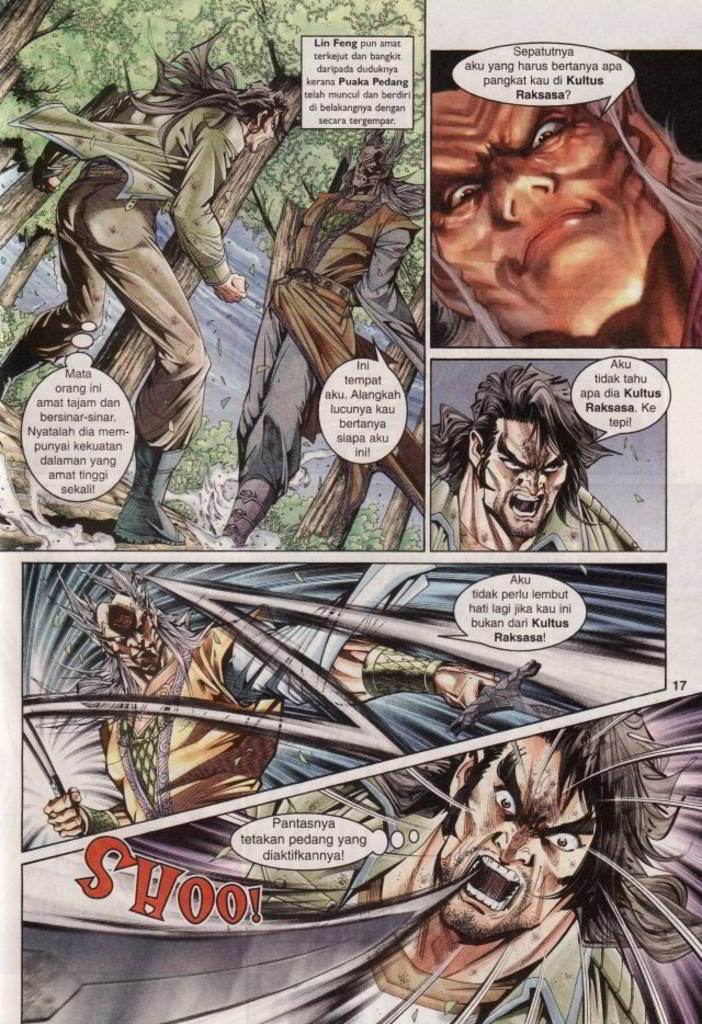 Lin Feng pun amat
terkejut dan bangkit
daripada duduknya
kerana Puaka Pedang
telah muncul dan berdiri
di belakangnya dengan
secara tergempar.
Mata
orang ini
amat tajam dan
bersinar-sinar.
Nyatalah dia mem-
punyai kekuatan
dalaman yang
amat tinggi
sekali!
Ini
tempat
aku. Alangkah
lucunya kau
bertanya
siapa aku
ini!
Sepatutnya
aku yang harus bertanya apa
pangkat kau di Kultus
Raksasa?
Aku
tidak tahu
apa dia Kultus
Raksasa. Ke
tepi!
Aku
tidak perlu lembut
hati lagi jika kau ini
bukan dari Kultus
Raksasa!
17
Pantasnya
tetakan pedang yang
diaktifkannya!
SHOO!